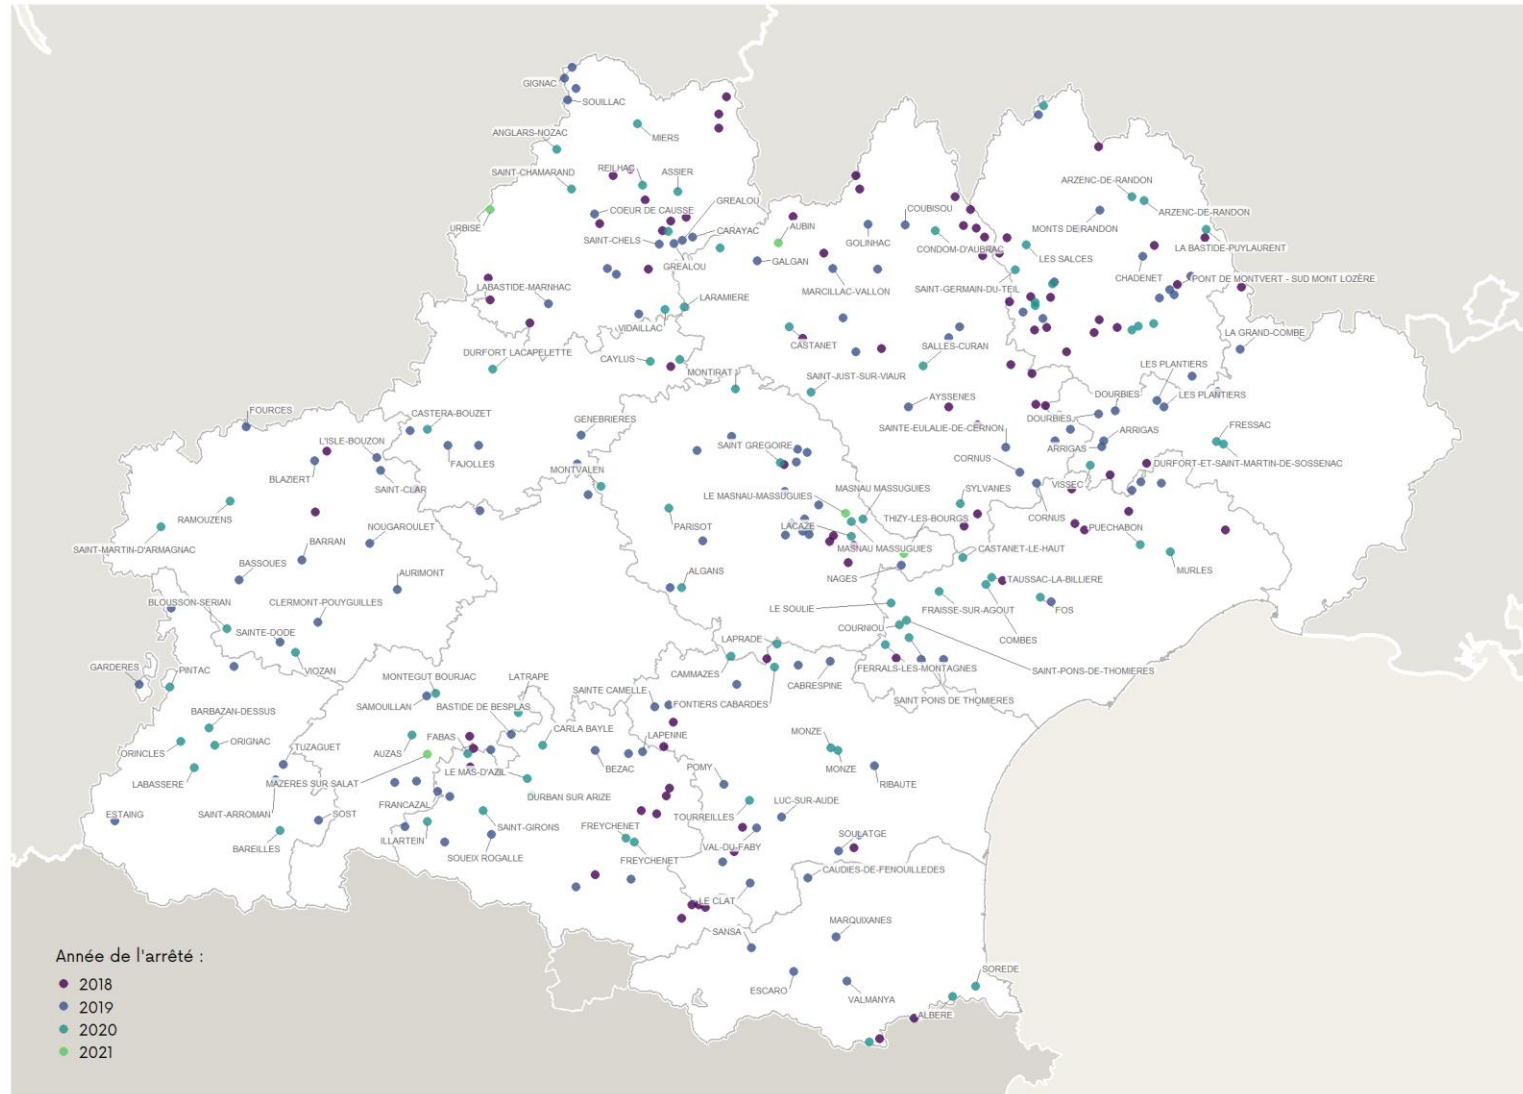 GIGNAC
SOUILLAC
ANGLARS-NOZAC
MIERS
SAINT-CHAMARAND
REILHAC
ASSIER
ARZENC-DE-RANDON
GREALOU
COEUR DE CAUSSE
COUBISOU
ARZENC-DE-RANDON
URBISE
CARAYAC
AUBIN
MONTS DE RANDON
SAINT-CHELS
GOLINHAC
CONDOM-D'AUBRAC
LA BASTIDE-PUYLAURENT
LES SALCES
GALGAN
GREALOU
CHADENET
PONT DE MONTVERT - SUD MONT LOZÈRE
LABASTIDE-MARNHAC
MARCILLAC-VALLON
SAINT-GERMAIN-DU-TEIL
LARAMIERE
VIDAILLAC
LA GRAND-COMBE
CASTANET
SALLES-CURAN
DURFORT LACAPELETTE
CAYLUS
LES PLANTIERS
MONTIRAT
SAINT-JUST-SUR-VIAUR
DOURBIES
LES PLANTIERS
AYSSENES
FOURCES
CASTERA-BOUZET
GENEBRIERES
DOURBIES
FRESSAC
SAINTE-EULALIE-DE-CERNON
ARRIGAS
L'ISLE-BOUZON
SAINT GREGOIRE
ARRIGAS
CORNUS
FAJOLLES
DURFORT-ET-SAINT-MARTIN-DE-SOSSENAC
MONTVALEN
BLAZIERT
VISSEC
SAINT-CLAR
LE MASNAU-MASSUGUIES
MASNAU MASSUGUIES
SYLVANES
RAMOUZENS
THIZY-LES-BOURGS
CORNUS
NOUGAROULET
PARISOT
LACAZE
PUECHABON
BARRAN
SAINT-MARTIN-D'ARMAGNAC
MASNAU MASSUGUIES
CASTANET-LE-HAUT
BASSOUES
ALGANS
AURIMONT
NAGES
MURLES
TAUSSAC-LA-BILLIERE
BLOUSSON-SERIAN
CLERMONT-POUYGUILLES
LE SOULIE
FRAISSE-SUR-AGOUT
FOS
COURNIOU
SAINTE-DODE
LAPRADE
COMBES
GARDERES
PINTAC
VIOZAN
FERRALS-LES-MONTAGNES
SAINT-PONS-DE-THOMIERES
MONTEGUT BOURJAC
LATRAPE
CAMMAZES
CABRESPINE
SAINTE CAMELLE
SAINT PONS DE THOMIERES
SAMOUILLAN
BASTIDE DE BESPLAS
FONTIERS CABARDES
BARBAZAN-DESSUS
CARLA BAYLE
MONZE
FABAS
LAPENNE
ORIGNAC
TUZAGUET
ORINCLES
AUZAS
MONZE
POMY
BEZAC
LABASSERE
MAZERES SUR SALAT
LE MAS-D'AZIL
RIBAUTE
DURBAN SUR ARIZE
LUC-SUR-AUDE
FRANCAZAL
ESTAING
SAINT-ARROMAN
SOST
TOURREILLES
SAINT-GIRONS
FREYCHENET
SOULATGE
ILLARTEIN
VAL-DU-FABY
BAREILLES
SOUEIX ROGALLE
FREYCHENET
CAUDIES-DE-FENOUILLEDES
LE CLAT
MARQUIXANES
SANSA
Année de l'arrêté :
SOREDE
2018
ESCARO
VALMANYA
2019
ALBERE
2020
2021